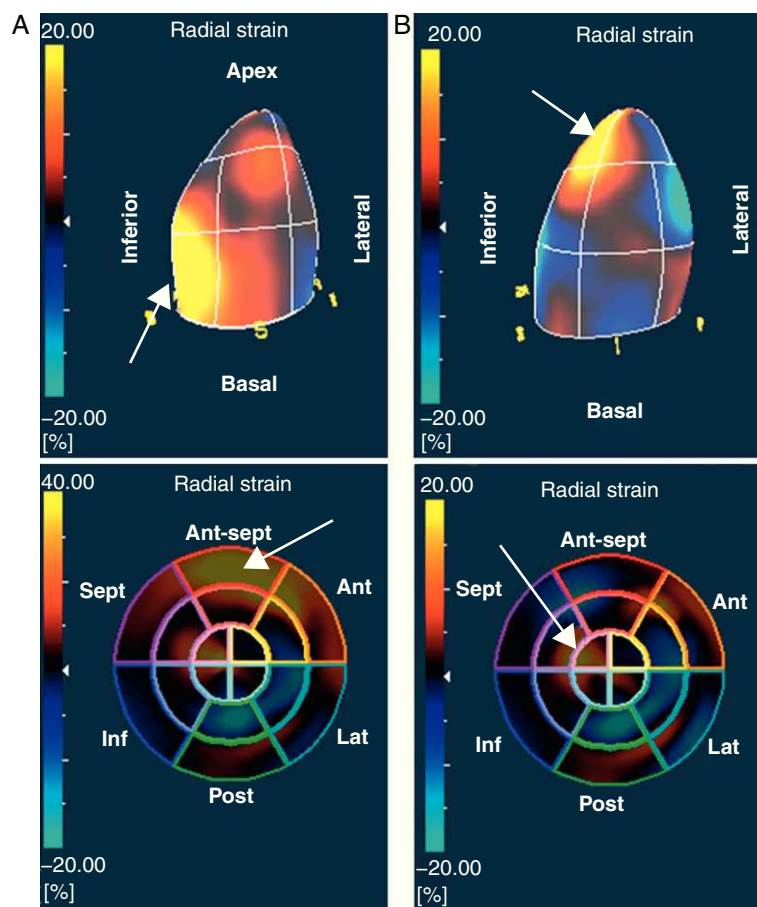 A
20.00
Radial strain
Apex
Inferior
Lateral
5
Basal
−20.00
[%]
B
20.00
Radial strain
Inferior
Lateral
Basal
−20.00
[%]
40.00
Radial strain
Ant-sept
Sept
Ant
Inf
Lat
Post
−20.00
[%]
20.00
Radial strain
Ant-sept
Sept
Ant
Inf
Lat
Post
−20.00
[%]